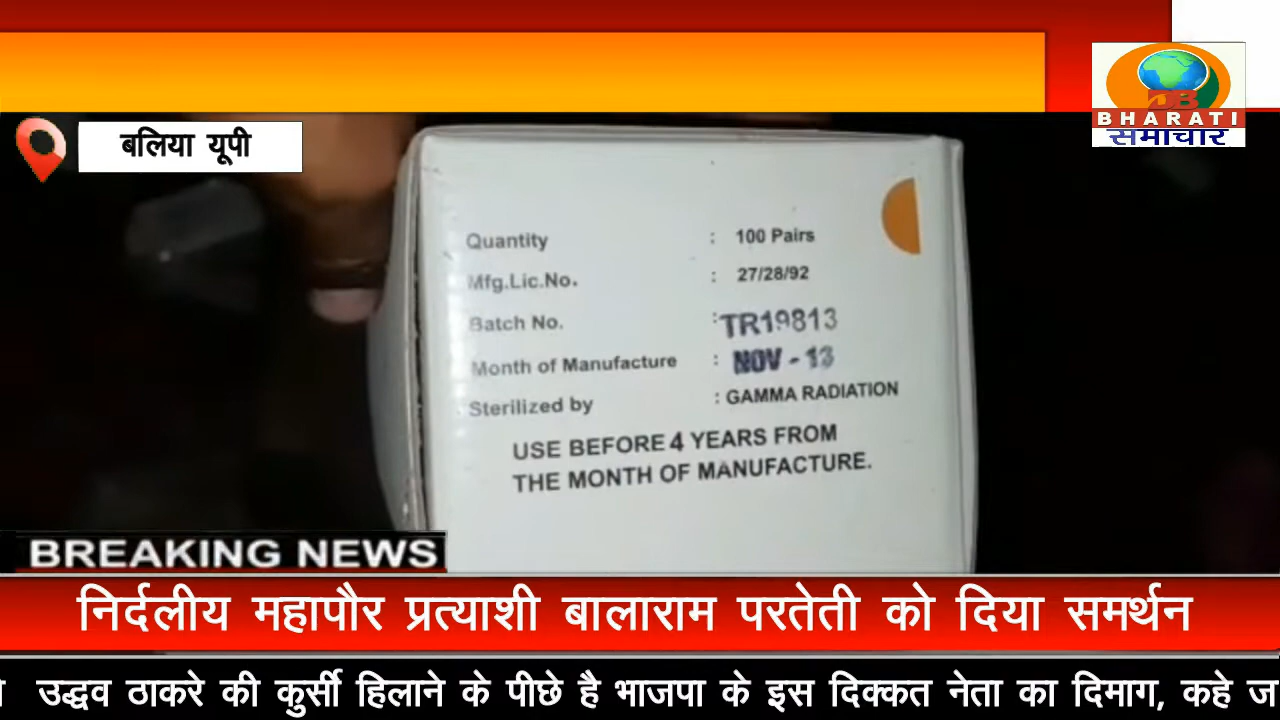 BHARATI
समाचार
बलिया यूपी
Quantity : 100 Pairs
Mfg.Lic.No. : 27/28/92
Batch No. : TR19813
Month of Manufacture : NOV - 13
Sterilized by : GAMMA RADIATION
USE BEFORE 4 YEARS FROM
THE MONTH OF MANUFACTURE.
BREAKING NEWS
निर्दलीय महापौर प्रत्याशी बालाराम परतेती को दिया समर्थन
उद्धव ठाकरे की कुर्सी हिलाने के पीछे है भाजपा के इस दिक्कत नेता का दिमाग, कहे